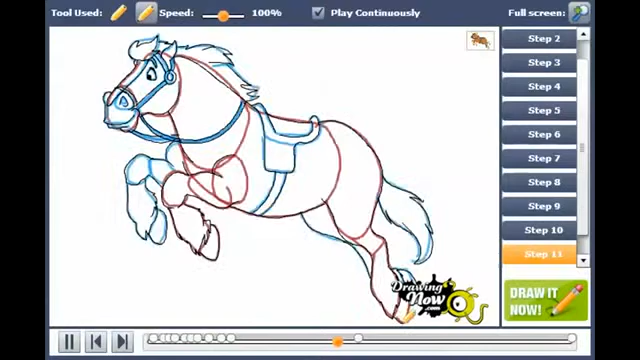 Tool Used: Speed: 100% Play Continuously Full screen:
Step 2
Step 3
Step 4
Step 5
Step 6
Step 7
Step 8
Step 9
Step 10
Step 11
Drawing
Now.com
DRAW IT
NOW!